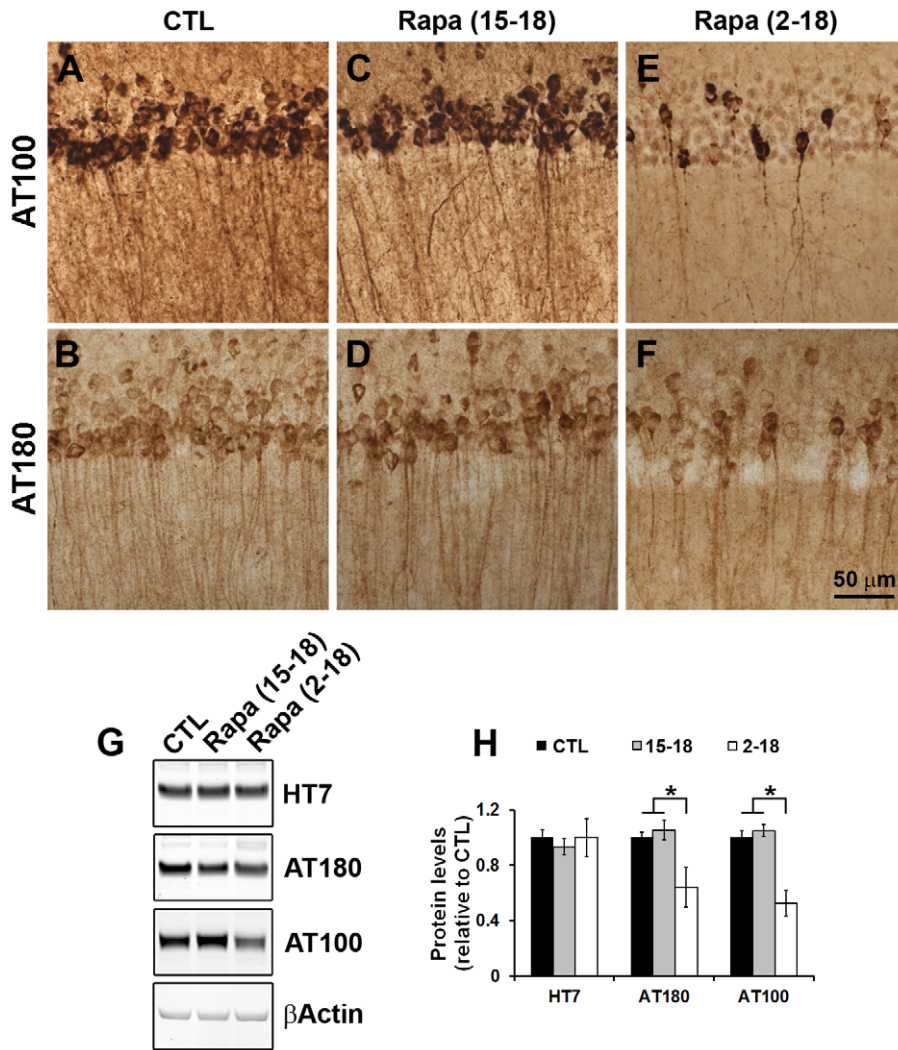 CTL Rapa (15-18) Rapa (2-18)
AT100
A C E
AT180
B D F
50 μm
G
CTL Rapa (15-18) Rapa (2-18)
HT7
AT180
AT100
βActin
H
CTL 15-18 2-18
Protein levels
(relative to CTL)
1.2
0.8
0.4
0
* *
HT7 AT180 AT100